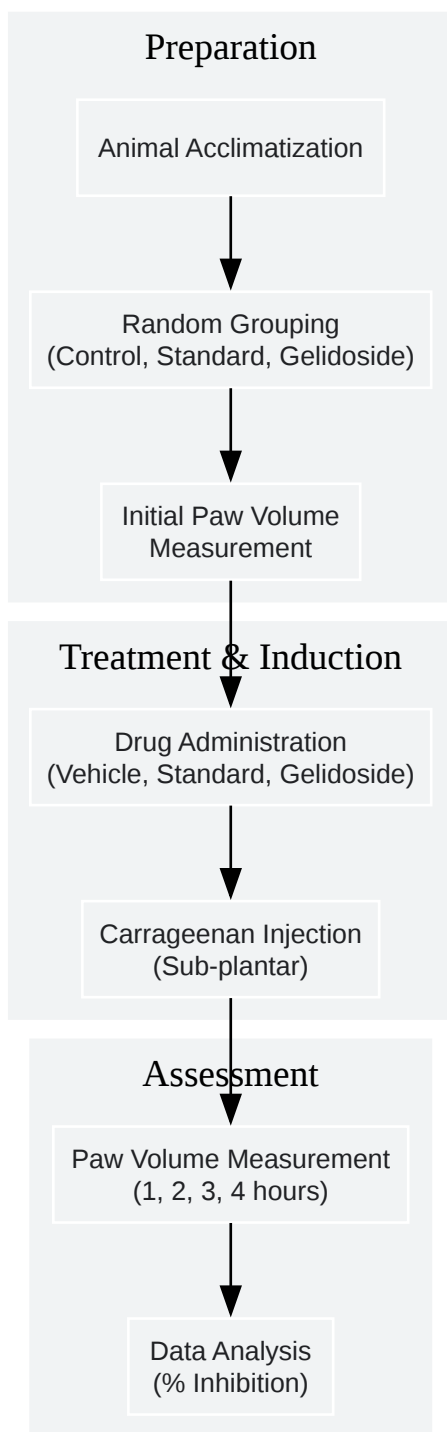 Preparation
Animal Acclimatization
Random Grouping
(Control, Standard, Gelidoside)
Initial Paw Volume
Measurement
Treatment & Induction
Drug Administration
(Vehicle, Standard, Gelidoside)
Carrageenan Injection
(Sub-plantar)
Assessment
Paw Volume Measurement
(1, 2, 3, 4 hours)
Data Analysis
(% Inhibition)